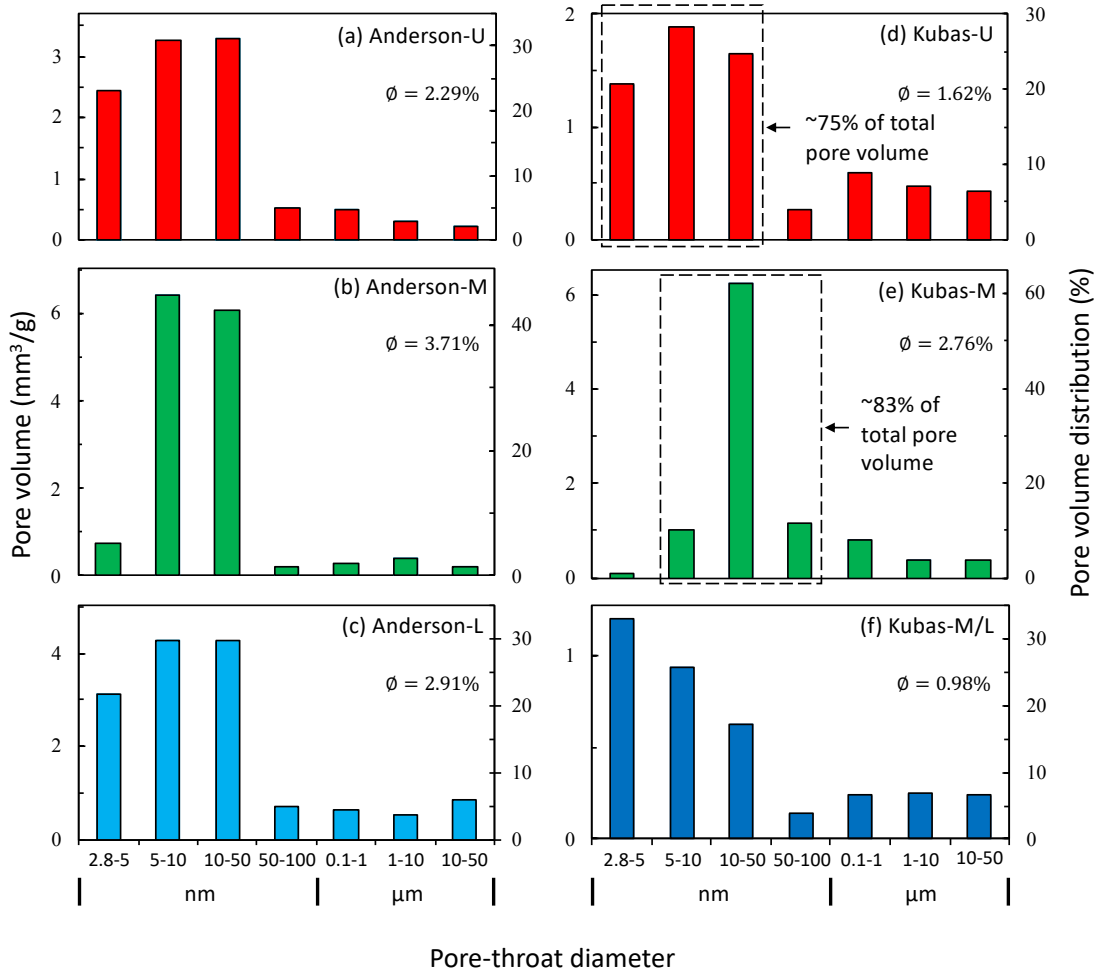 Pore volume (mm³/g)
(a) Anderson-U
∅ = 2.29%
3
2
1
0
30
20
10
0
(d) Kubas-U
∅ = 1.62%
~75% of total
pore volume
2
1
0
30
20
10
0
(b) Anderson-M
∅ = 3.71%
6
4
2
0
40
20
0
(e) Kubas-M
∅ = 2.76%
~83% of
total pore
volume
6
4
2
0
60
40
20
0
(c) Anderson-L
∅ = 2.91%
4
2
0
30
20
10
0
(f) Kubas-M/L
∅ = 0.98%
1
0
30
20
10
0
Pore volume distribution (%)
2.8-5 5-10 10-50 50-100 0.1-1 1-10 10-50
nm μm
2.8-5 5-10 10-50 50-100 0.1-1 1-10 10-50
nm μm
Pore-throat diameter